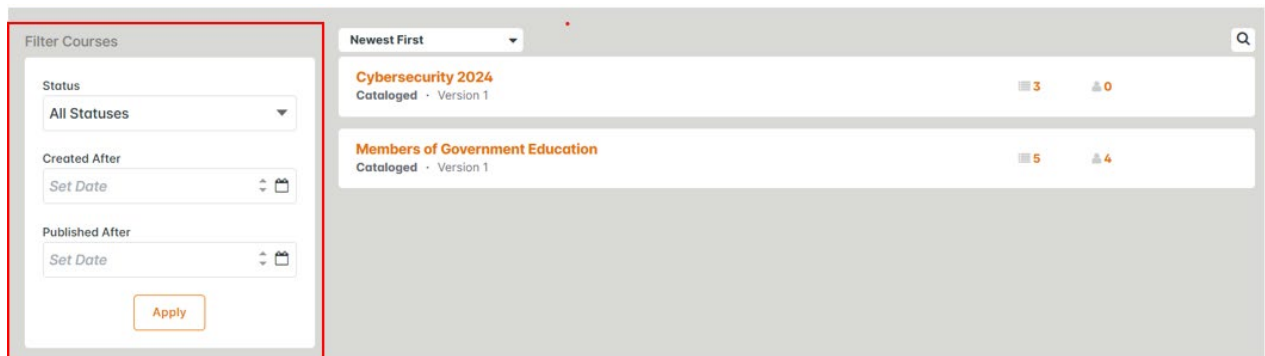 Filter Courses
Status
All Statuses
Created After
Set Date
Published After
Set Date
Apply
Newest First
Cybersecurity 2024
Cataloged · Version 1
3 0
Members of Government Education
Cataloged · Version 1
5 4